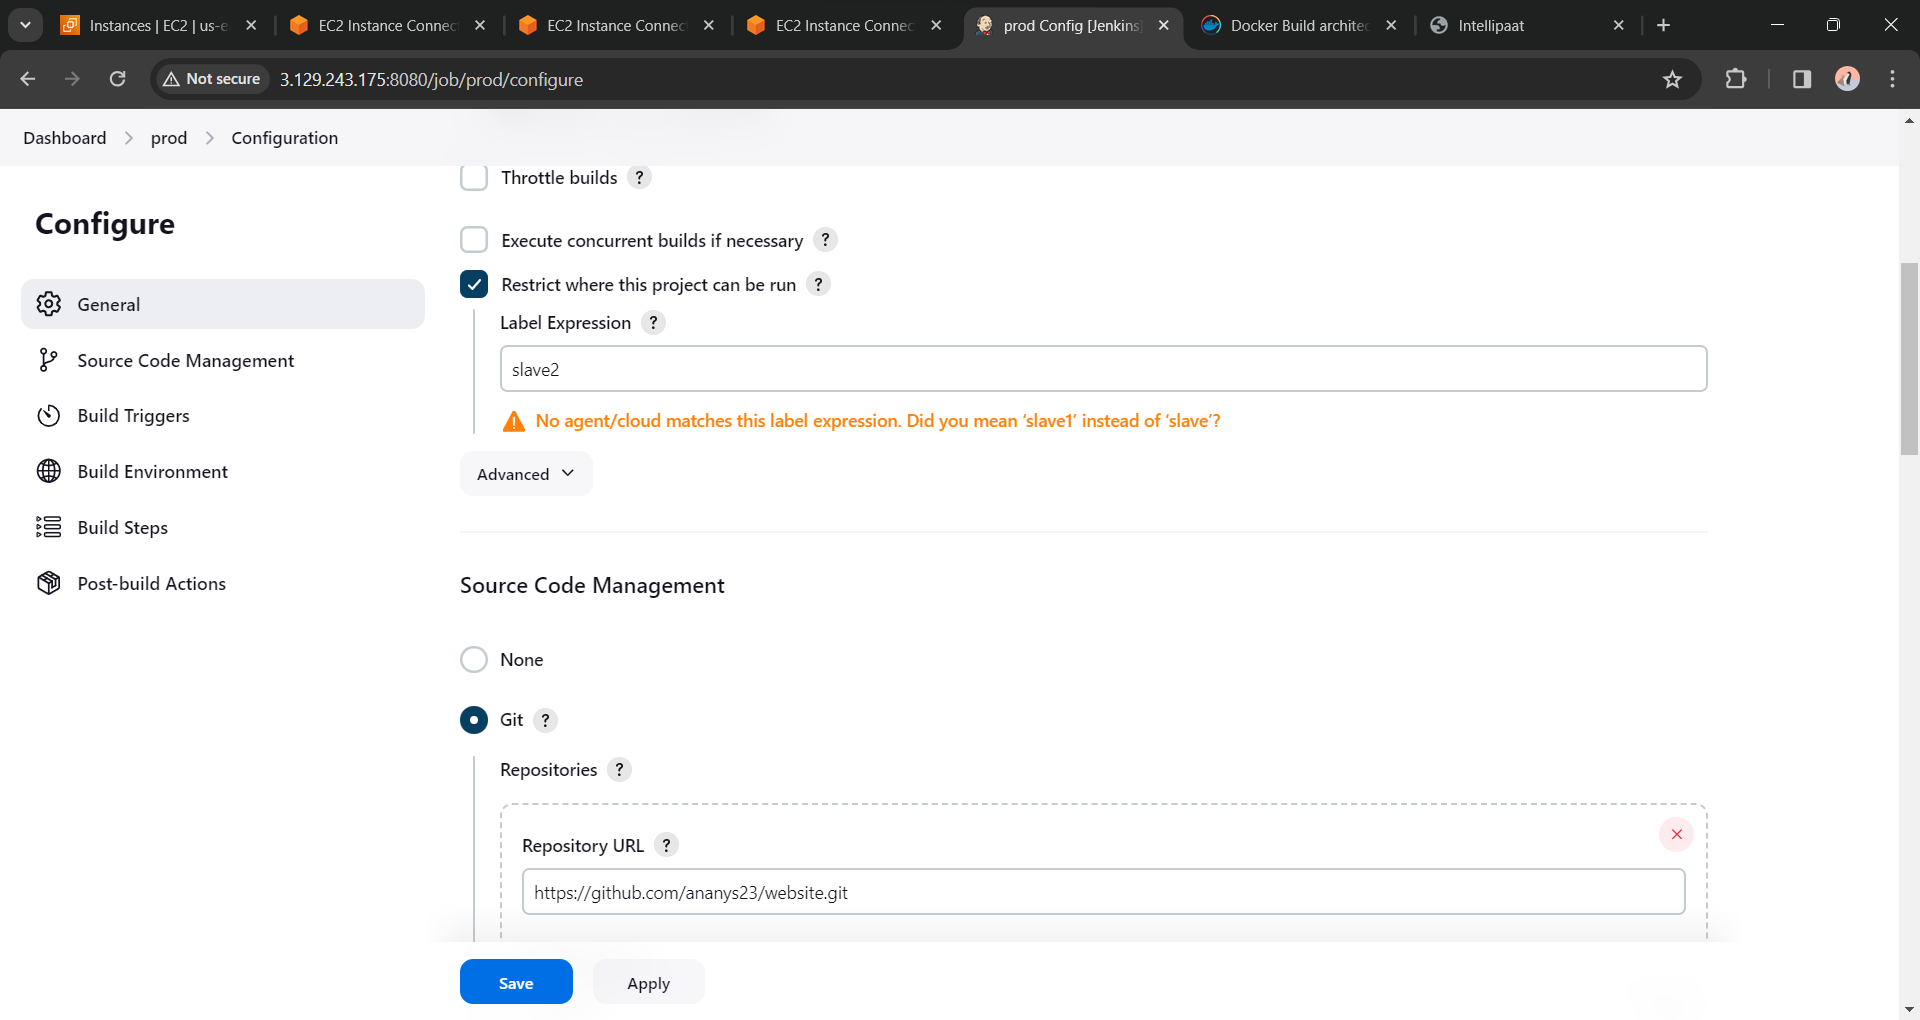 Instances | EC2 | us-e
EC2 Instance Connec
EC2 Instance Connec
EC2 Instance Connec
prod Config [Jenkins]
Docker Build architec
Intellipaat
Not secure
3.129.243.175:8080/job/prod/configure
Dashboard
prod
Configuration
Configure
General
Source Code Management
Build Triggers
Build Environment
Build Steps
Post-build Actions
Throttle builds ?
Execute concurrent builds if necessary ?
Restrict where this project can be run ?
Label Expression ?
slave2
No agent/cloud matches this label expression. Did you mean ‘slave1’ instead of ‘slave’?
Advanced
Source Code Management
None
Git ?
Repositories ?
Repository URL ?
https://github.com/ananys23/website.git
Save
Apply